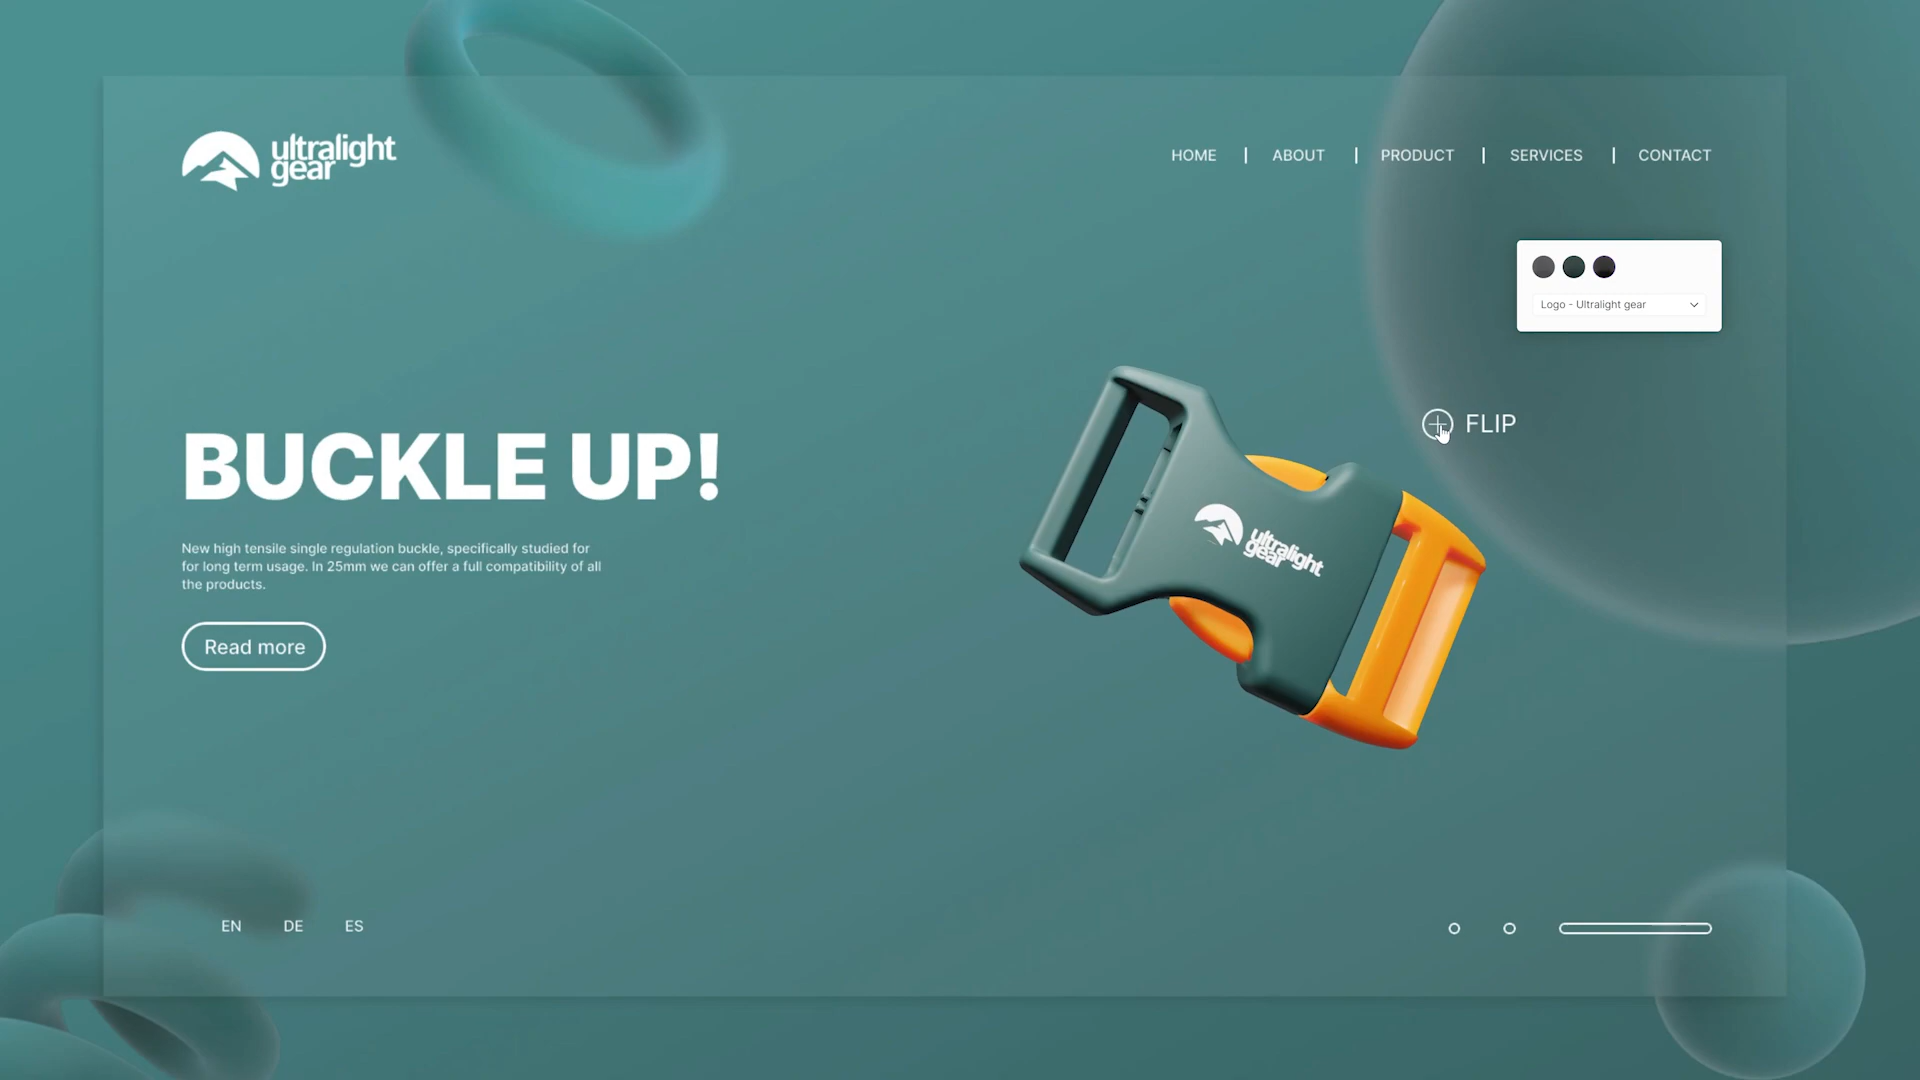 ultralight
gear
HOME | ABOUT | PRODUCT | SERVICES | CONTACT
Logo - Ultralight gear
FLIP
BUCKLE UP!
New high tensile single regulation buckle, specifically studied for
for long term usage. In 25mm we can offer a full compatibility of all
the products.
Read more
ultralight
gear
EN DE ES